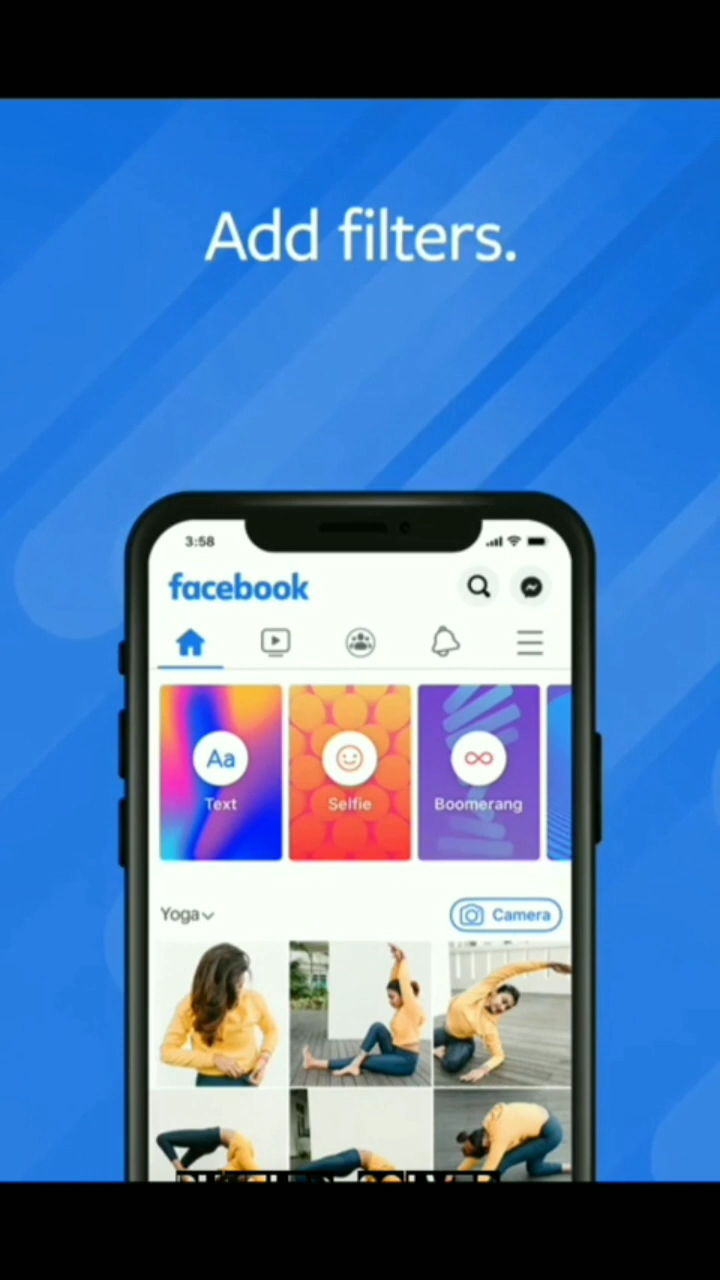 Add filters.
3:58
facebook
Aa
Text
Selfie
Boomerang
Yoga
Camera